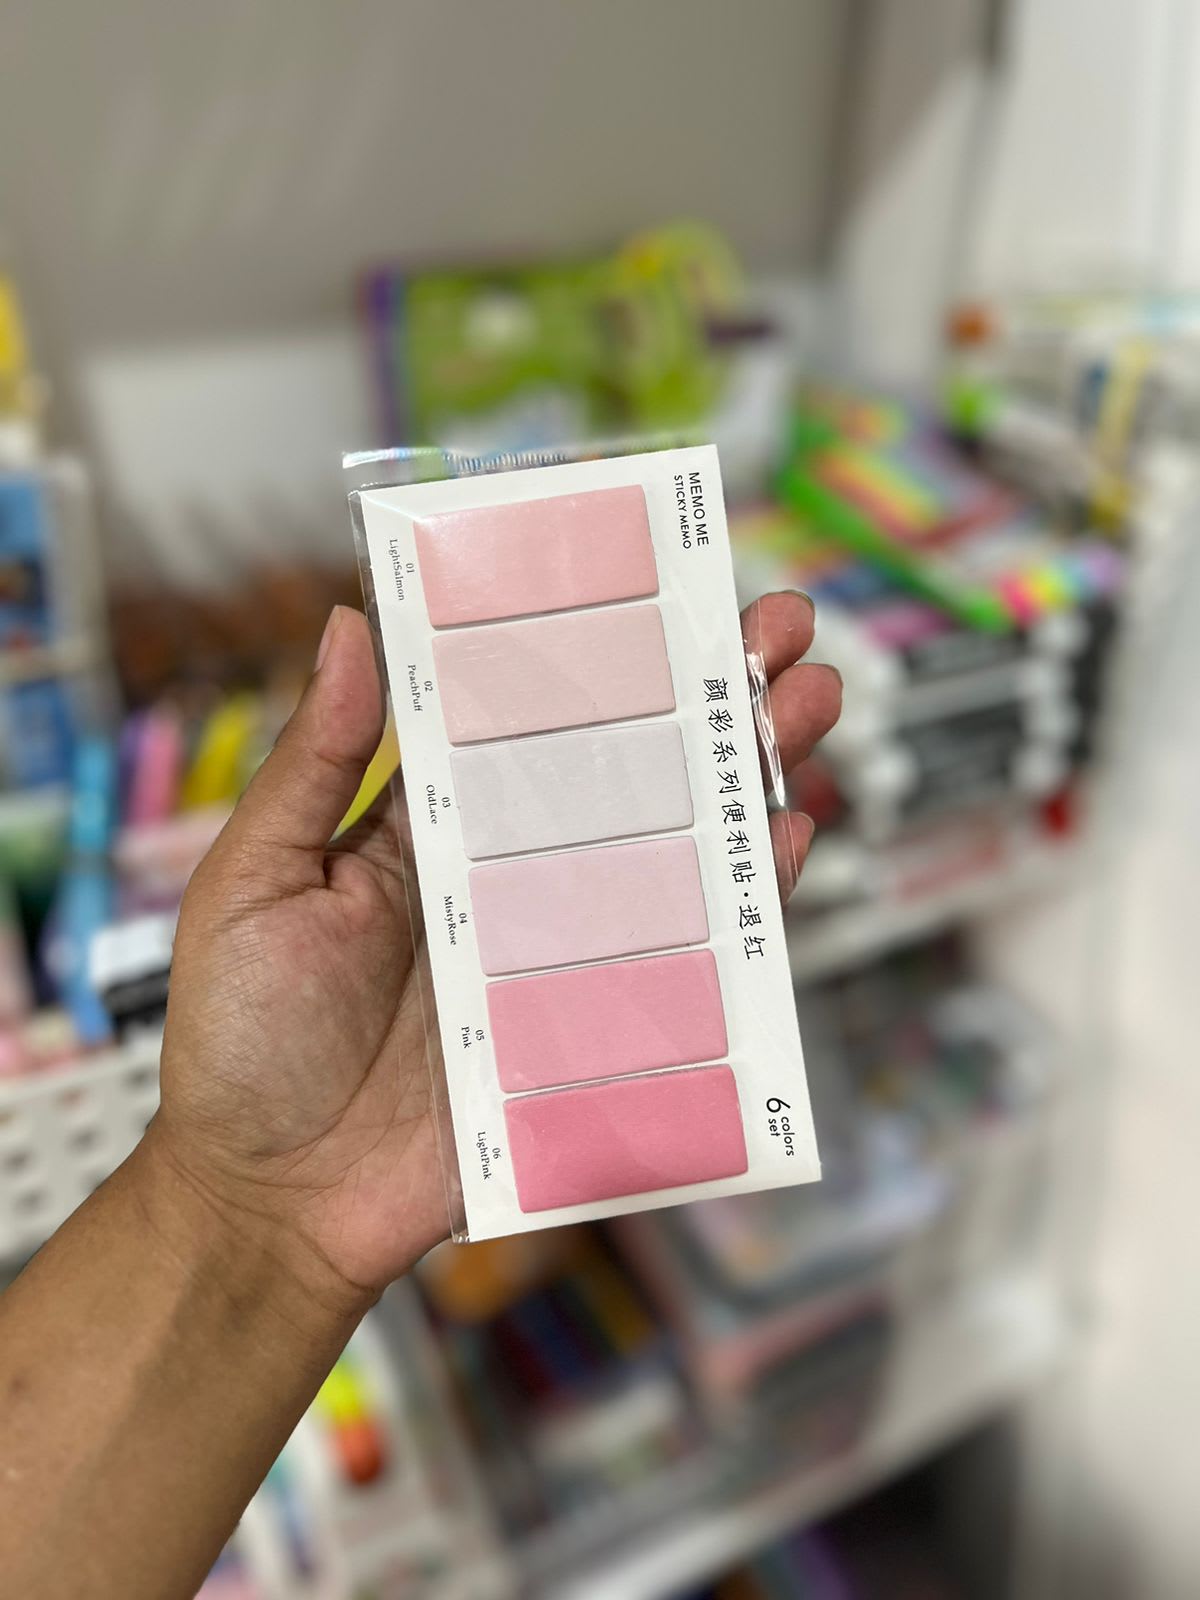 MEMO ME
STICKY MEMO
颜彩系列便利贴·退红
6 colors
set
01
LightSalmon
02
PeachPuff
03
OldLace
04
MistyRose
05
Pink
06
LightPink